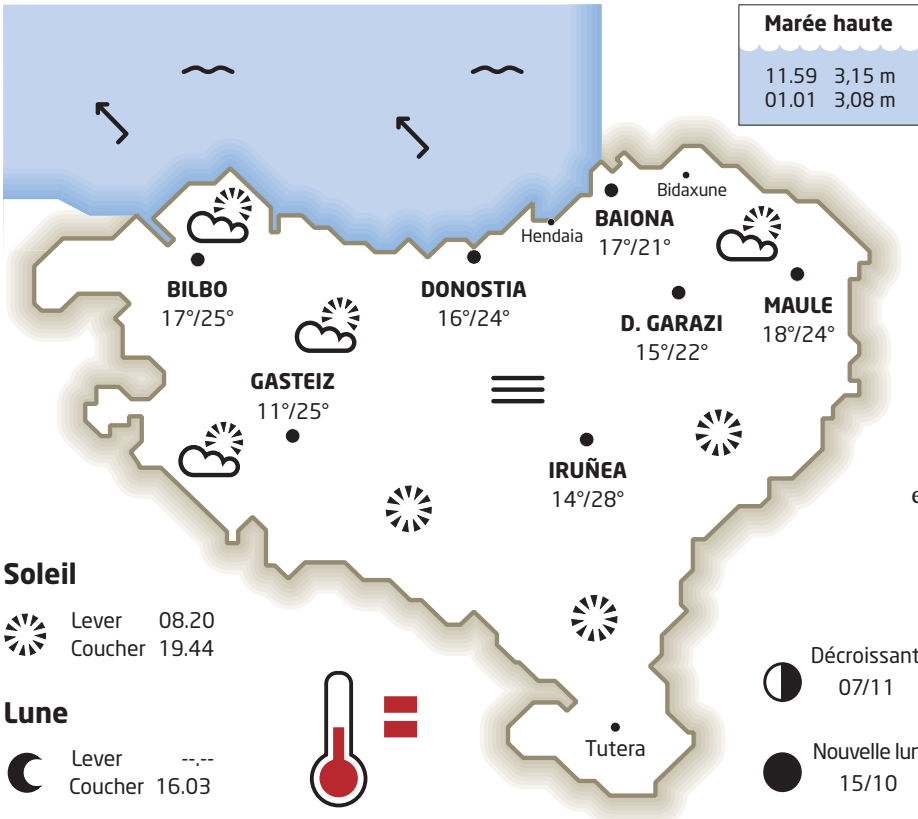 Marée haute
11.59 3,15 m
01.01 3,08 m
Bidaxune
BAIONA
17°/21°
Hendaia
BILBO
17°/25°
DONOSTIA
16°/24°
D. GARAZI
15°/22°
MAULE
18°/24°
GASTEIZ
11°/25°
IRUÑEA
14°/28°
e
Soleil
Lever 08.20
Coucher 19.44
Lune
Lever --.--
Coucher 16.03
Tutera
Décroissant
07/11
Nouvelle lun
15/10